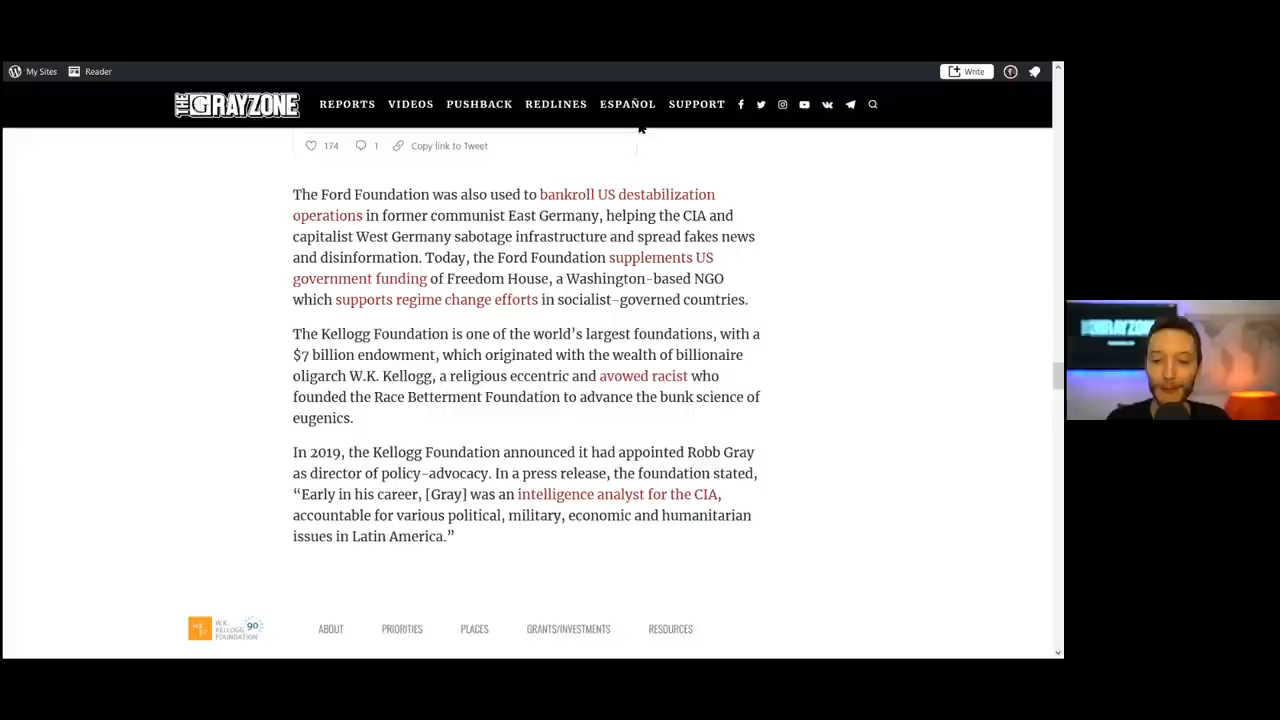 My Sites Reader Write
THE GRAYZONE REPORTS VIDEOS PUSHBACK REDLINES ESPAÑOL SUPPORT
174 1 Copy link to Tweet
The Ford Foundation was also used to bankroll US destabilization
operations in former communist East Germany, helping the CIA and
capitalist West Germany sabotage infrastructure and spread fakes news
and disinformation. Today, the Ford Foundation supplements US
government funding of Freedom House, a Washington-based NGO
which supports regime change efforts in socialist-governed countries.
The Kellogg Foundation is one of the world’s largest foundations, with a
$7 billion endowment, which originated with the wealth of billionaire
oligarch W.K. Kellogg, a religious eccentric and avowed racist who
founded the Race Betterment Foundation to advance the bunk science of
eugenics.
In 2019, the Kellogg Foundation announced it had appointed Robb Gray
as director of policy-advocacy. In a press release, the foundation stated,
“Early in his career, [Gray] was an intelligence analyst for the CIA,
accountable for various political, military, economic and humanitarian
issues in Latin America.”
W.K.
KELLOGG
FOUNDATION
90
ABOUT PRIORITIES PLACES GRANTS/INVESTMENTS RESOURCES
GRAYZONE